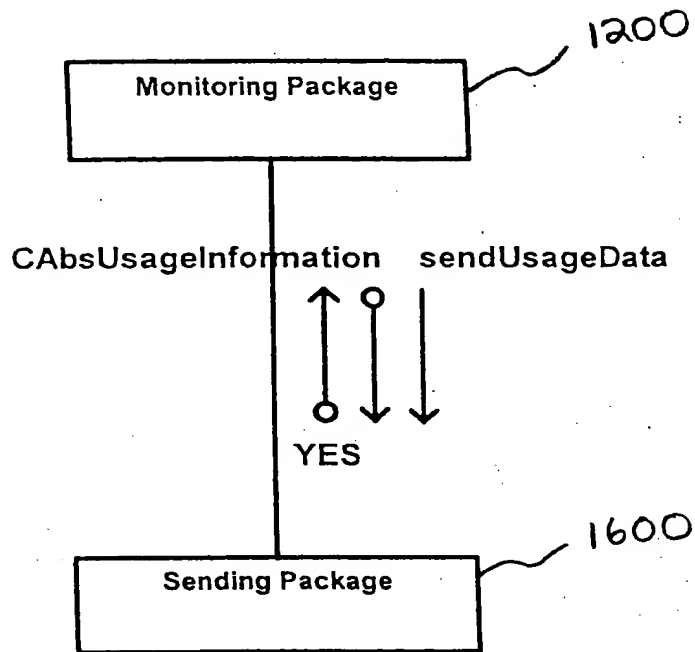 1200
Monitoring Package
CAbsUsageInformation sendUsageData
YES
1600
Sending Package